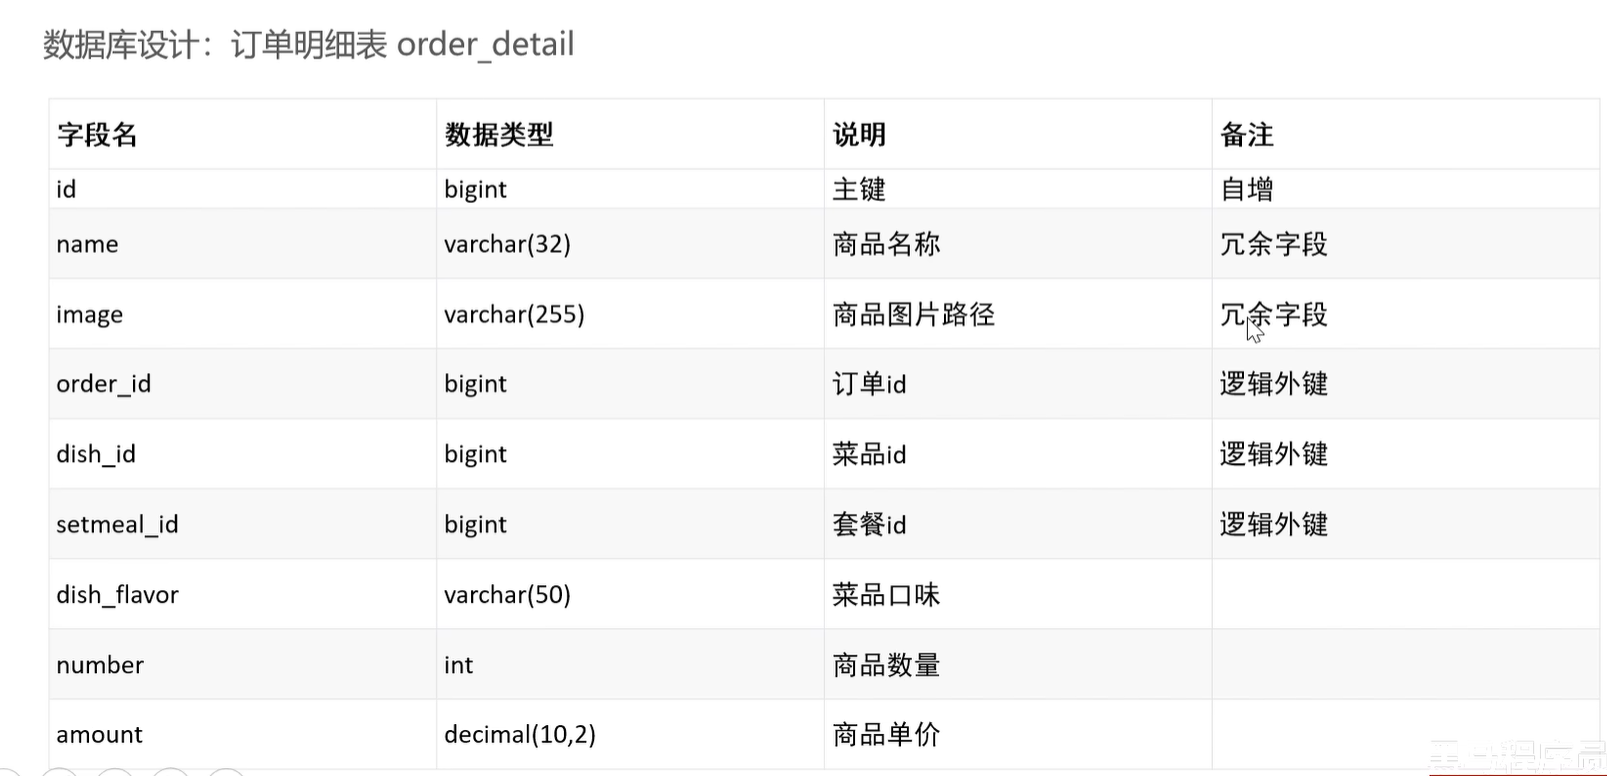 数据库设计：订单明细表 order_detail
字段名 数据类型 说明 备注
id bigint 主键 自增
name varchar(32) 商品名称 冗余字段
image varchar(255) 商品图片路径 冗余字段
order_id bigint 订单id 逻辑外键
dish_id bigint 菜品id 逻辑外键
setmeal_id bigint 套餐id 逻辑外键
dish_flavor varchar(50) 菜品口味
number int 商品数量
amount decimal(10,2) 商品单价